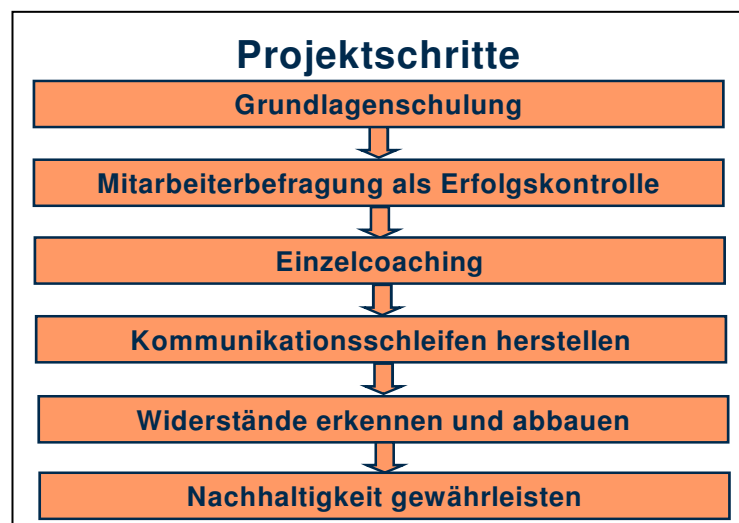 Projektschritte
Grundlagenschulung
Mitarbeiterbefragung als Erfolgskontrolle
Einzelcoaching
Kommunikationsschleifen herstellen
Widerstände erkennen und abbauen
Nachhaltigkeit gewährleisten